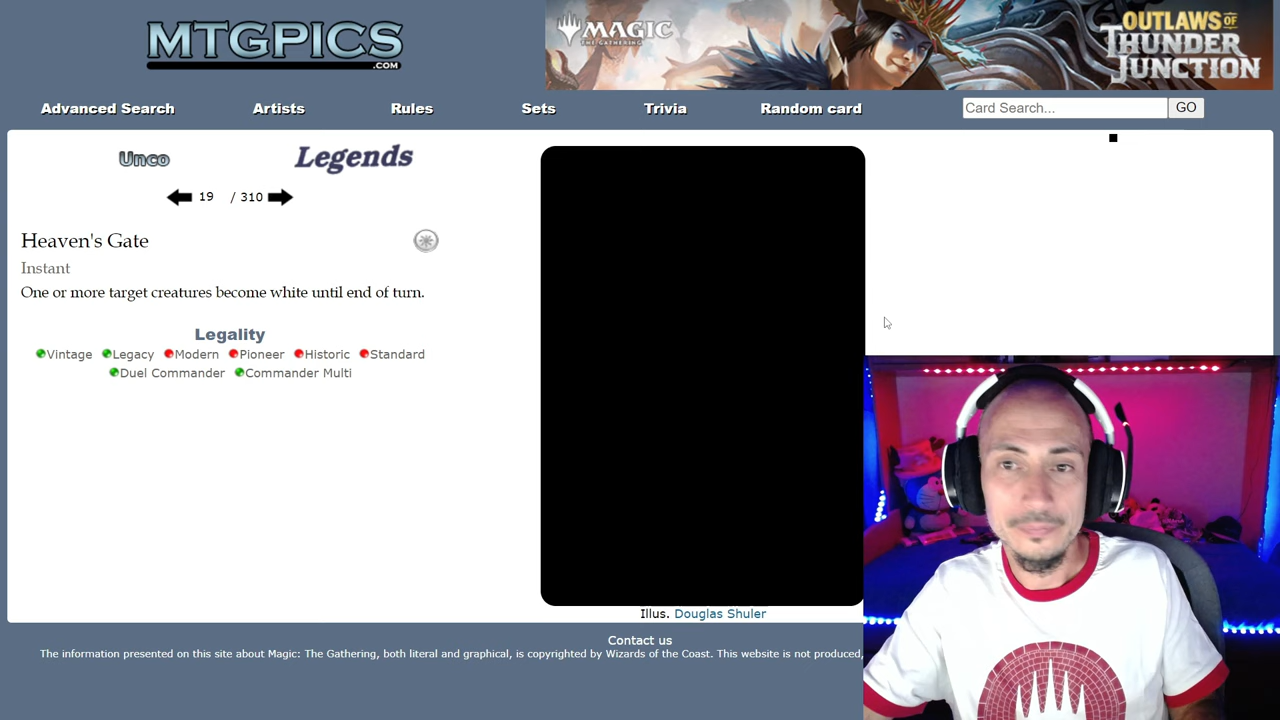 MTGPICS
.COM
MAGIC
THE GATHERING
OUTLAWS OF
THUNDER
JUNCTION
Advanced Search Artists Rules Sets Trivia Random card Card Search... GO
Unco Legends
19 / 310
Heaven's Gate
Instant
One or more target creatures become white until end of turn.
Legality
Vintage Legacy Modern Pioneer Historic Standard
Duel Commander Commander Multi
Illus. Douglas Shuler
Contact us
The information presented on this site about Magic: The Gathering, both literal and graphical, is copyrighted by Wizards of the Coast. This website is not produced,